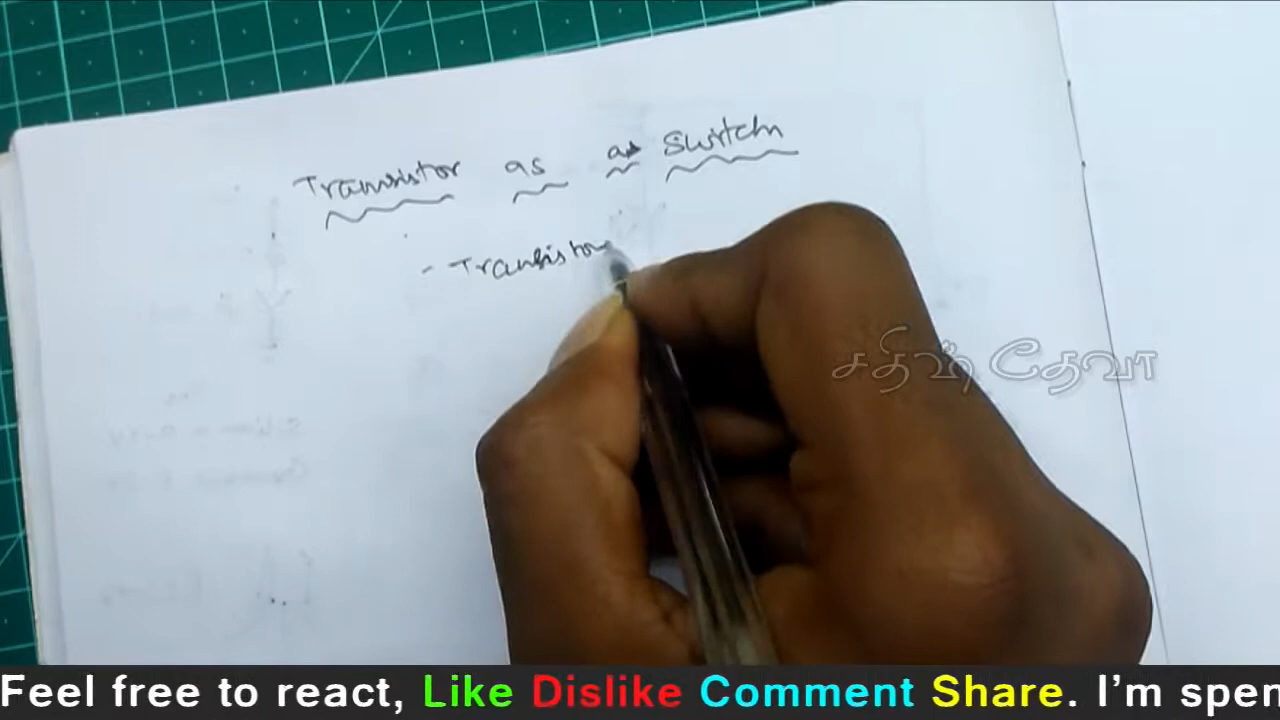 Transistor as a Switch
- Transistor
சதிஷ் தேவா
Feel free to react, Like Dislike Comment Share. I'm spen